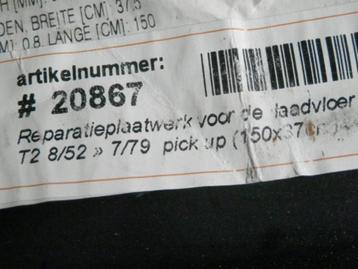 DEN, BREITE [CM]: 37,5
M]: 0.8. LÄNGE [CM]: 150
artikelnummer:
# 20867
Reparatieplaatwerk voor de laadvloer
T2 8/52 » 7/79 pick up (150x37